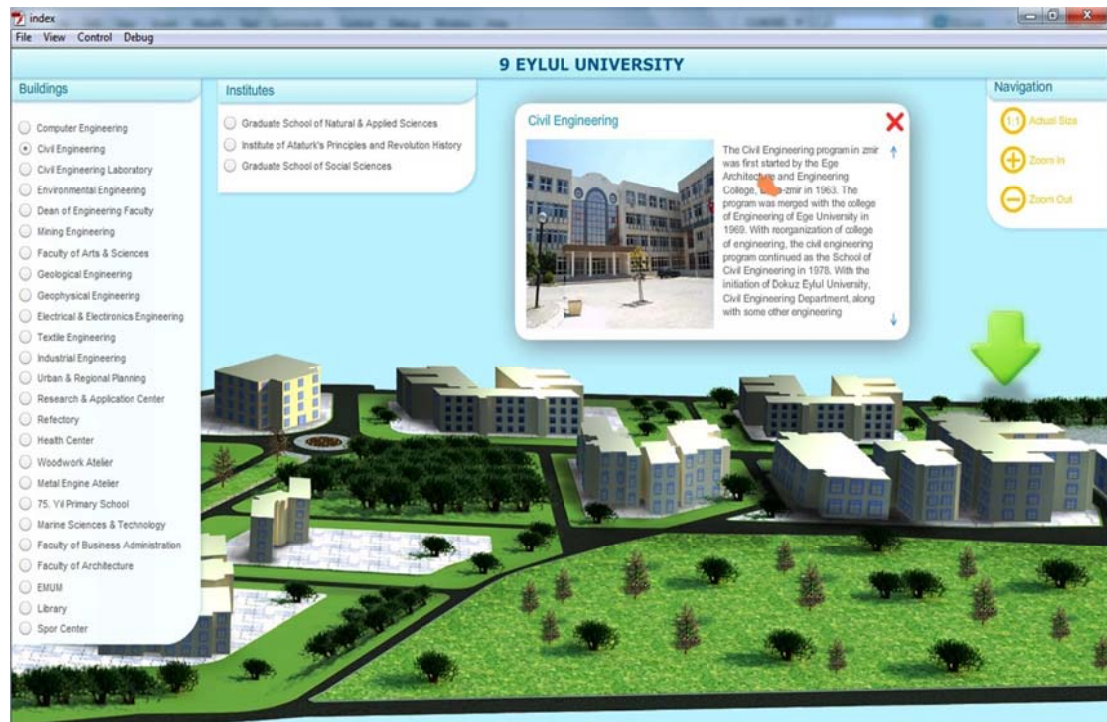 index
File View Control Debug
9 EYLUL UNIVERSITY
Buildings
Computer Engineering
Civil Engineering
Civil Engineering Laboratory
Environmental Engineering
Dean of Engineering Faculty
Mining Engineering
Faculty of Arts & Sciences
Geological Engineering
Geophysical Engineering
Electrical & Electironics Engineering
Textile Engineering
Industrial Engineering
Urban & Regional Planning
Research & Application Center
Refectory
Health Center
Woodwork Atelier
Metal Engine Atelier
75. Yıl Primary School
Marine Sciences & Technology
Faculty of Business Administration
Faculty of Architecture
EMUM
Library
Spor Center
Institutes
Graduate School of Natural & Applied Sciences
Institute of Ataturk's Principles and Revolution History
Graduate School of Social Sciences
Civil Engineering
The Civil Engineering program in zmir
was first started by the Ege
Architecture and Engineering
College, zmir in 1963. The
program was merged with the college
of Engineering of Ege University in
1969. With reorganization of college
of engineering, the civil engineering
program continued as the School of
Civil Engineering in 1978. With the
initiation of Dokuz Eylul University,
Civil Engineering Department, along
with some other engineering
Navigation
1:1 Actual Size
Zoom In
Zoom Out